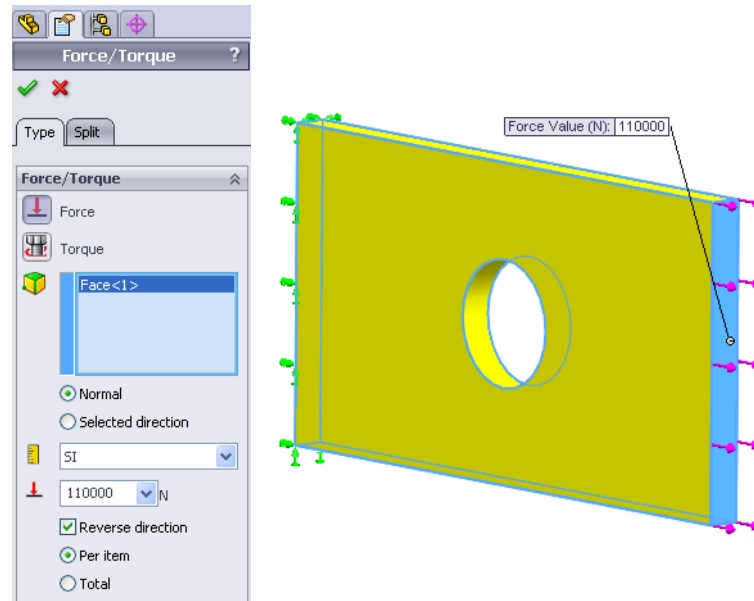 Force/Torque ?
Type Split
Force/Torque
Force
Torque
Face<1>
Normal
Selected direction
SI
110000 N
Reverse direction
Per item
Total
Force Value (N): 110000